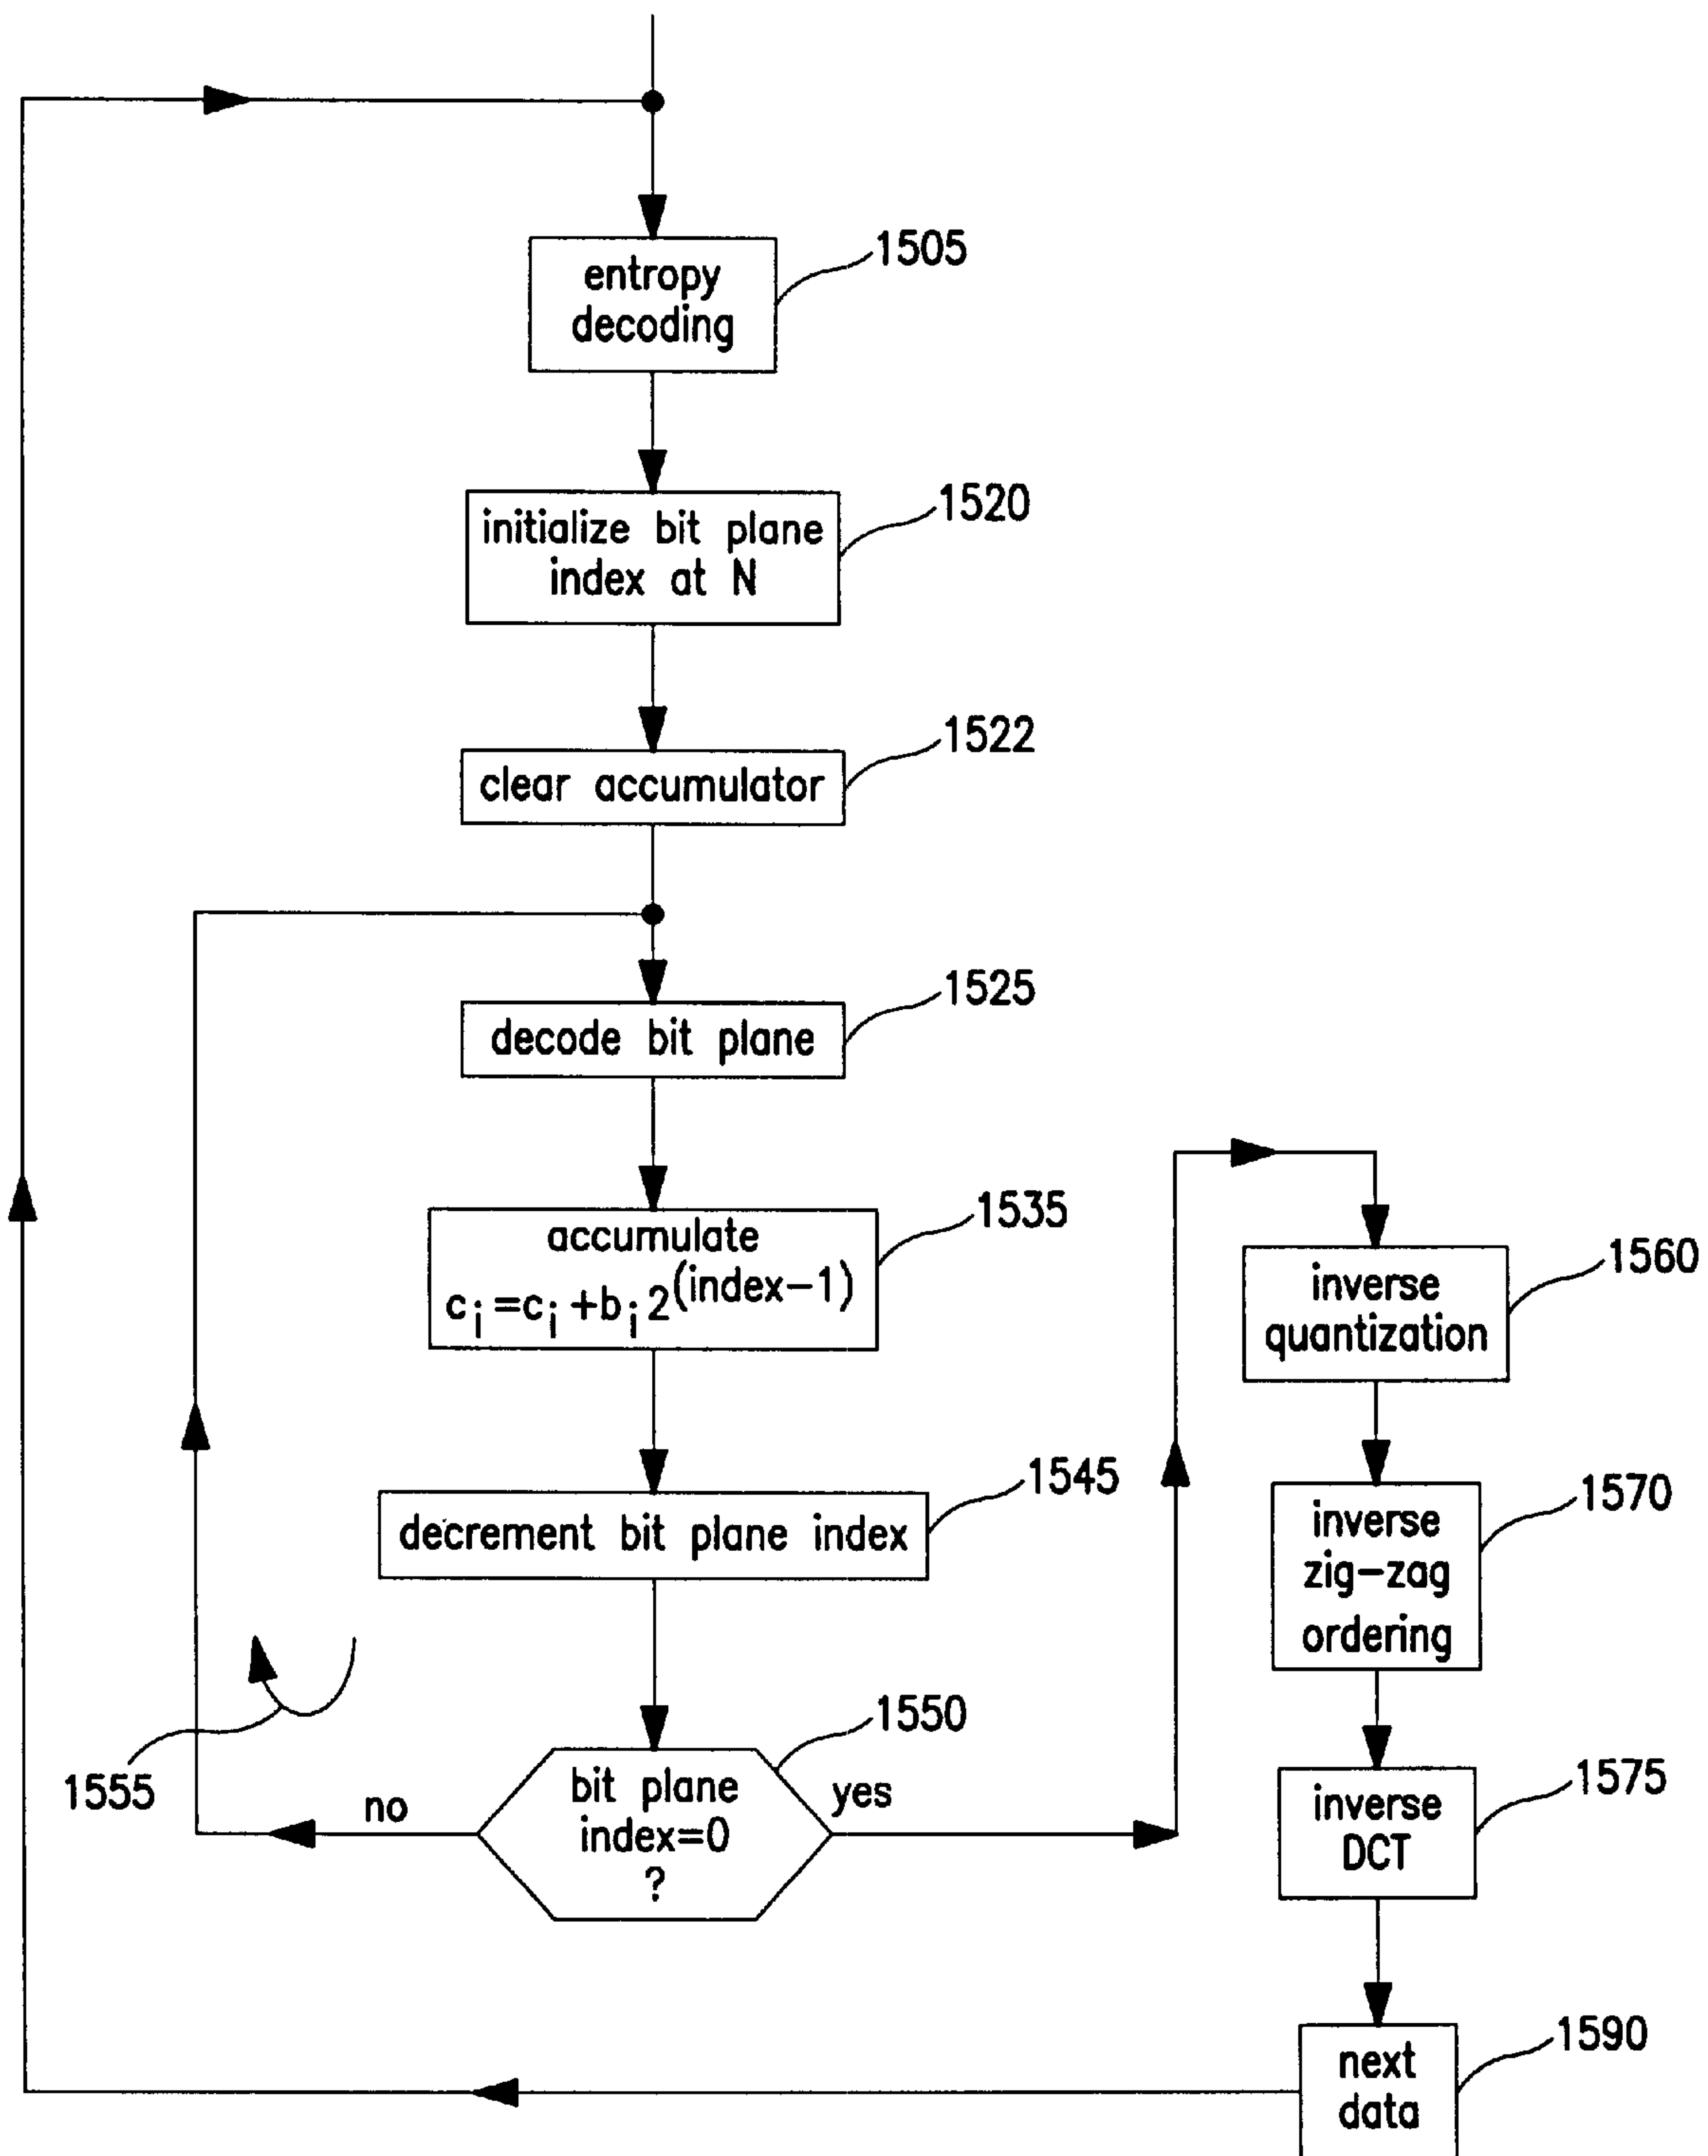 entropy
decoding
1505
initialize bit plane
index at N
1520
clear accumulator
1522
decode bit plane
1525
accumulate
c_i=c_i+b_i 2^(index-1)
1535
decrement bit plane index
1545
bit plane
index=0
?
1550
no
yes
1555
inverse
quantization
1560
inverse
zig-zag
ordering
1570
inverse
DCT
1575
next
data
1590